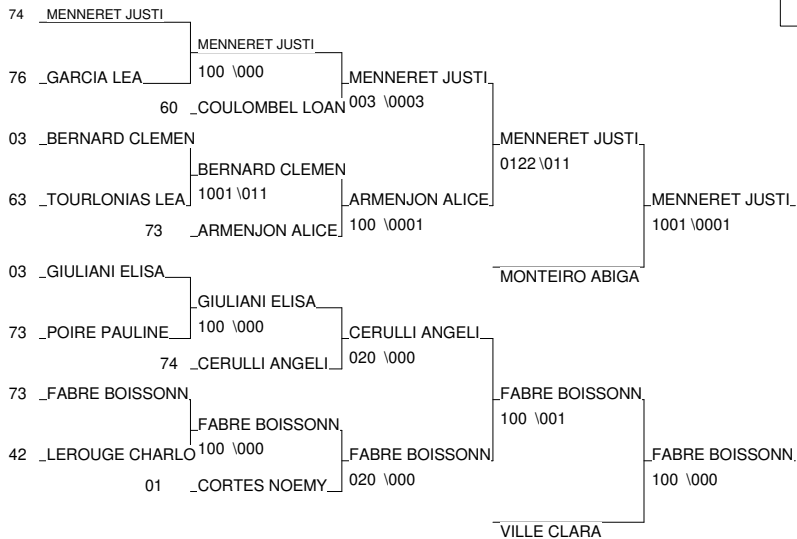 74 MENNERET JUSTI
MENNERET JUSTI
100 \000
76 GARCIA LEA
MENNERET JUSTI
003 \0003
60 COULOMBEL LOAN
03 BERNARD CLEMEN
MENNERET JUSTI
0122 \011
BERNARD CLEMEN
1001 \011
63 TOURLONIAS LEA
ARMENJON ALICE
100 \0001
MENNERET JUSTI
1001 \0001
73 ARMENJON ALICE
03 GIULIANI ELISA
MONTEIRO ABIGA
GIULIANI ELISA
100 \000
73 POIRE PAULINE
CERULLI ANGELI
020 \000
74 CERULLI ANGELI
73 FABRE BOISSONN
FABRE BOISSONN
100 \001
FABRE BOISSONN
100 \000
42 LEROUGE CHARLO
FABRE BOISSONN
020 \000
FABRE BOISSONN
100 \000
01 CORTES NOEMY
VILLE CLARA